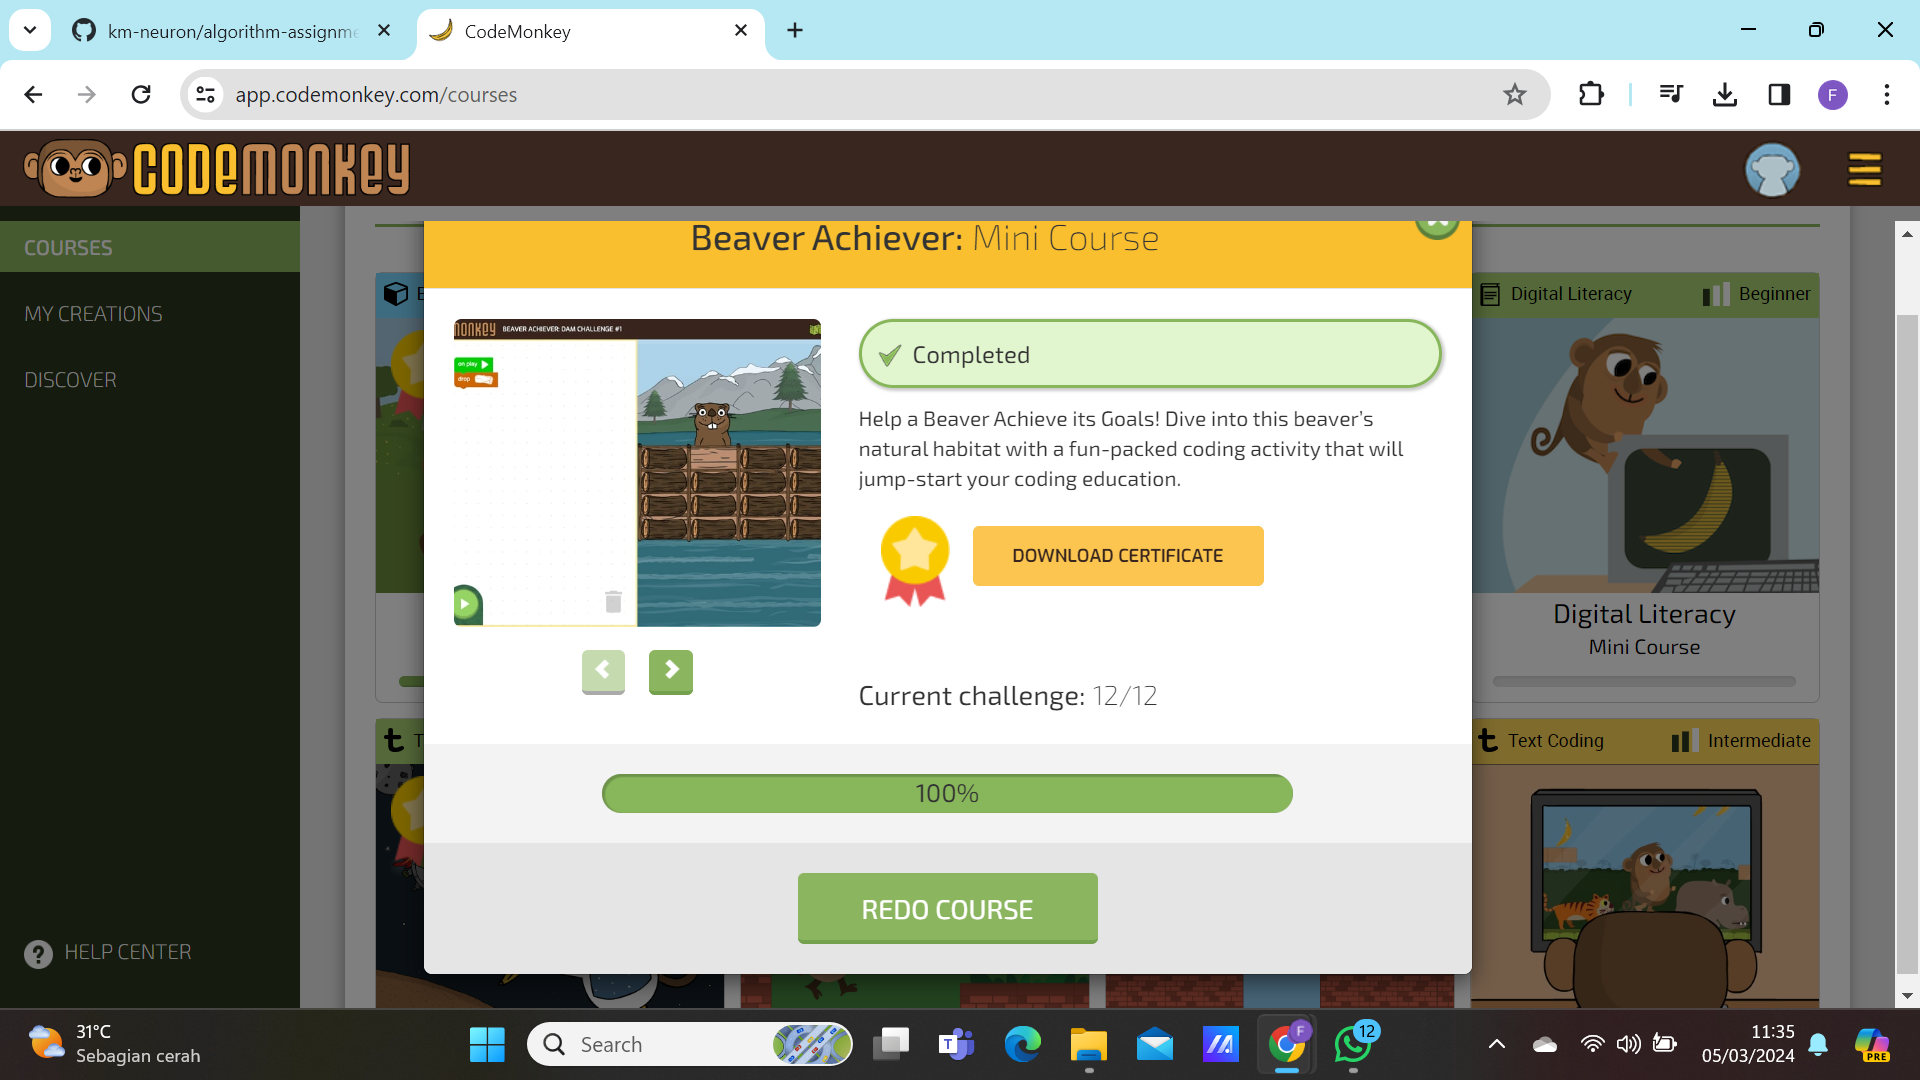 km-neuron/algorithm-assignme
CodeMonkey
app.codemonkey.com/courses
F
CODEMONKEY
COURSES
MY CREATIONS
DISCOVER
HELP CENTER
Beaver Achiever: Mini Course
monkey BEAVER ACHIEVER: DAM CHALLENGE #1
on play
drop
Completed
Help a Beaver Achieve its Goals! Dive into this beaver’s
natural habitat with a fun-packed coding activity that will
jump-start your coding education.
DOWNLOAD CERTIFICATE
Current challenge: 12/12
100%
REDO COURSE
Digital Literacy Beginner
Digital Literacy
Mini Course
t T
t Text Coding Intermediate
31°C
Sebagian cerah
Search
T
F
12
11:35
05/03/2024
PRE